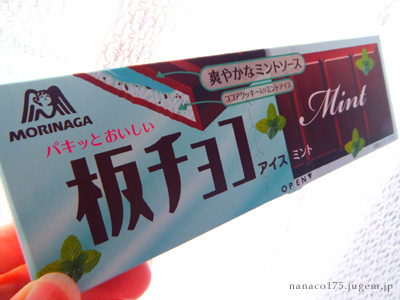 爽やかなミントソース
ココアクッキー入りミントアイス
MORINAGA
パキッとおいしい
板チョコ
アイス ミント
Mint
OPEN▼
nanaco175.jugem.jp